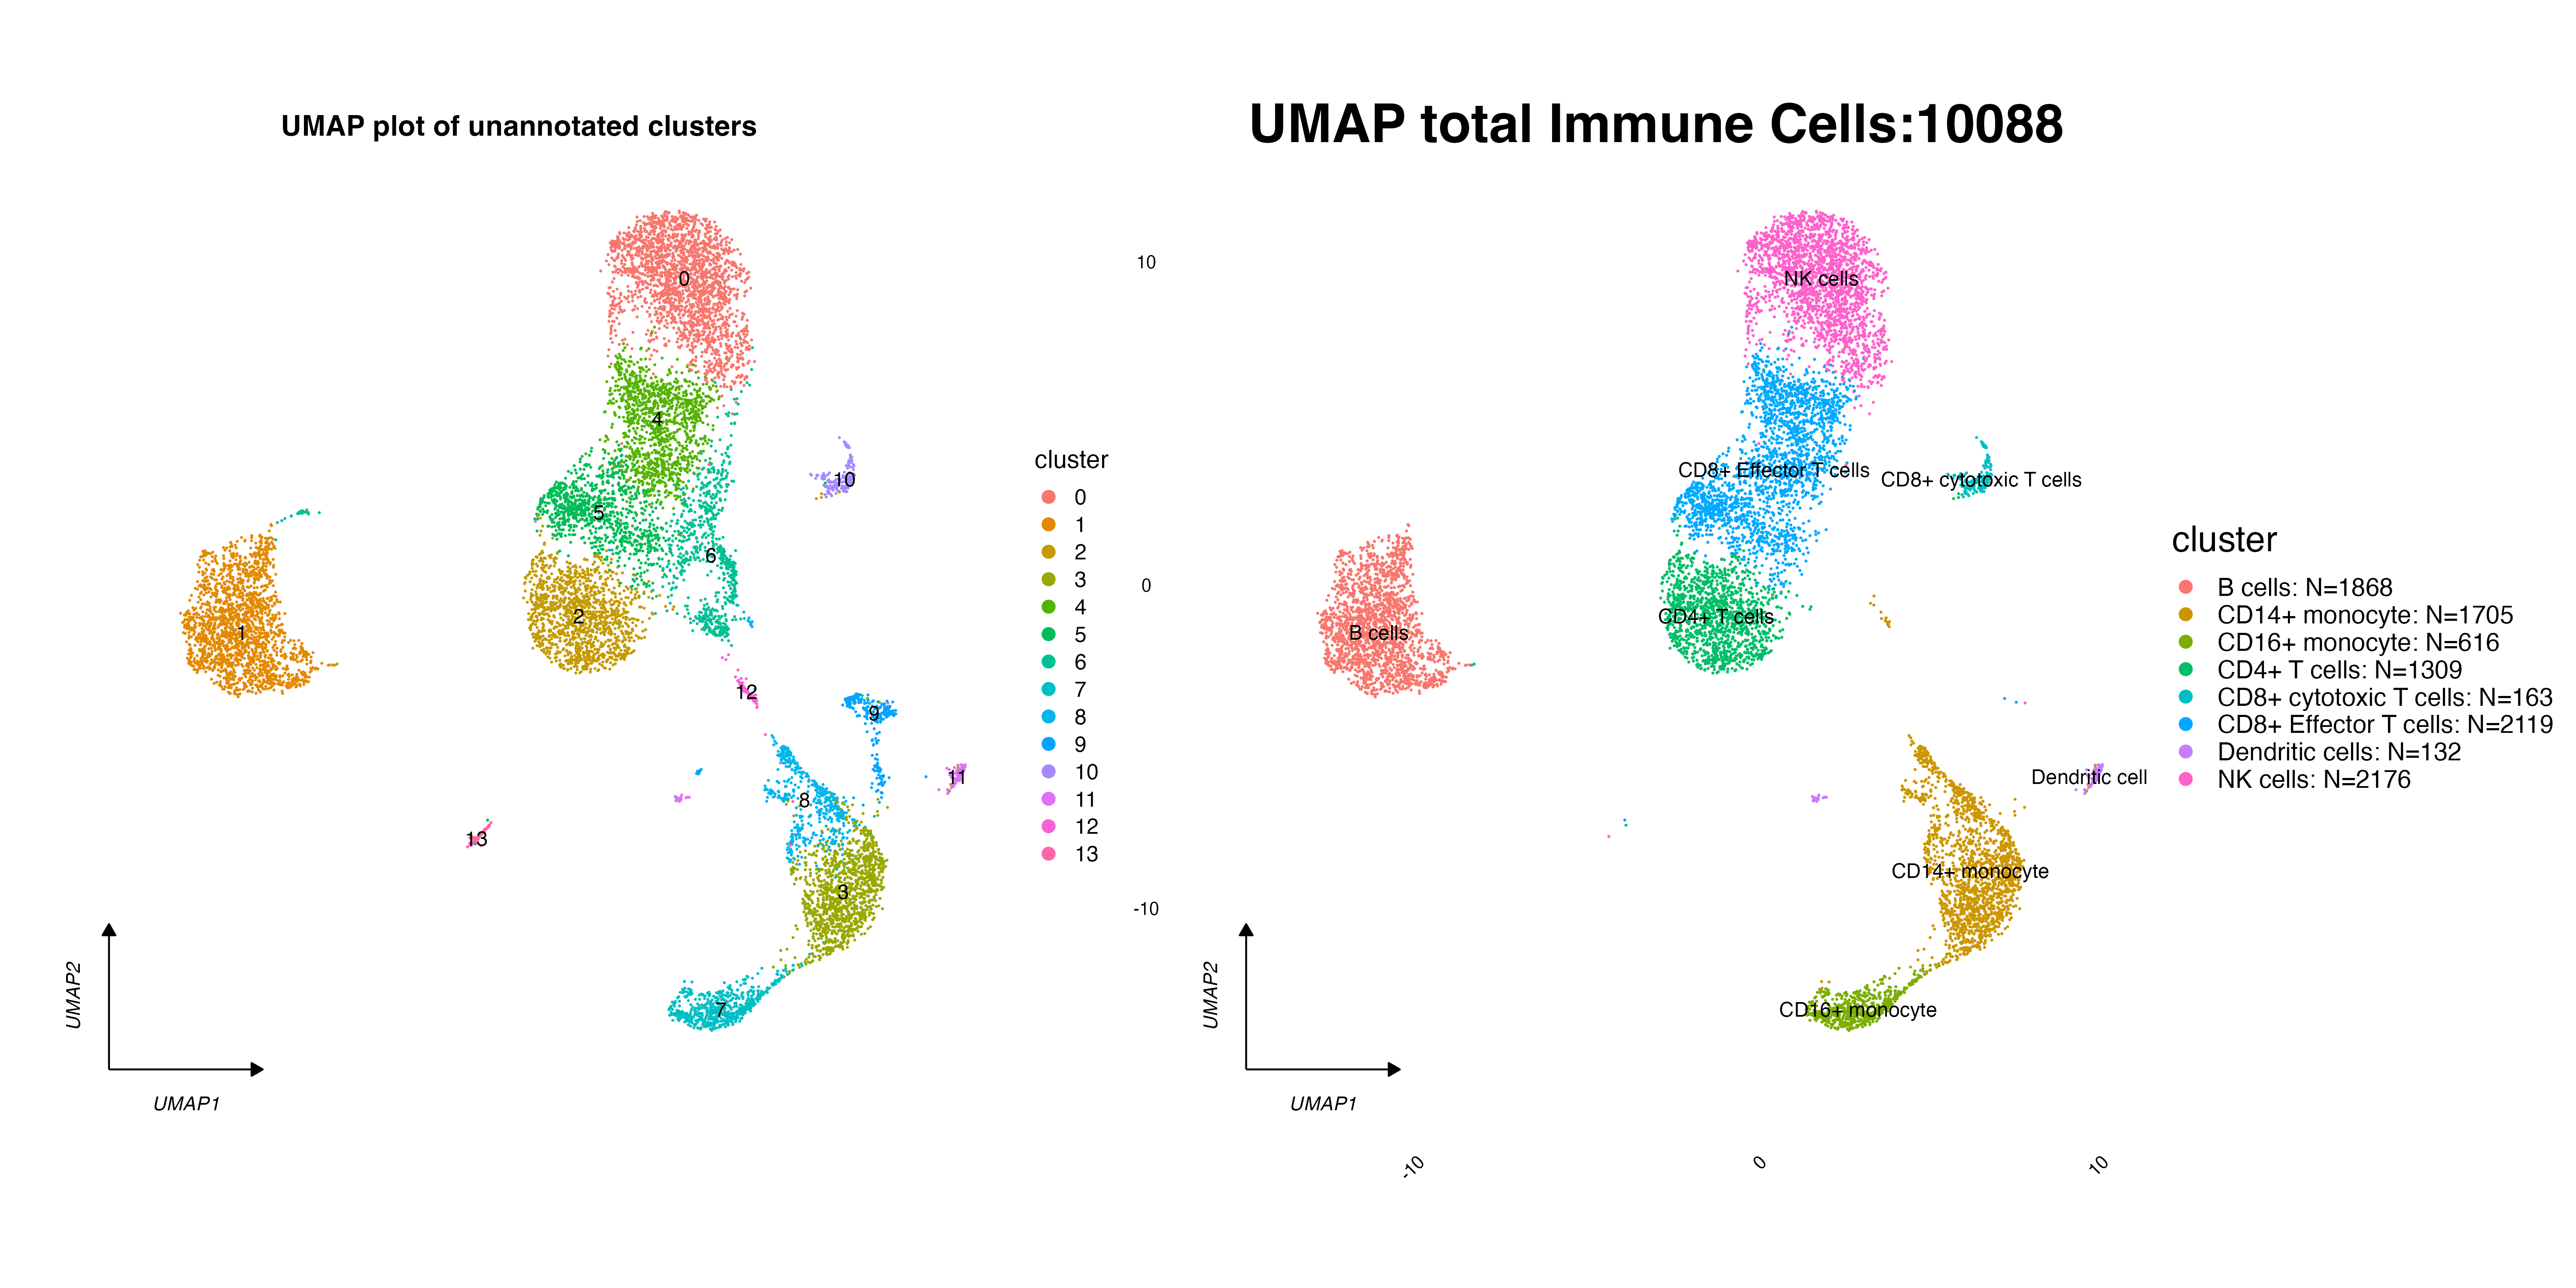 UMAP plot of unannotated clusters
0
4
10
5
6
1
2
12
9
11
8
13
3
7
UMAP2
UMAP1
cluster
0
1
2
3
4
5
6
7
8
9
10
11
12
13
UMAP total Immune Cells:10088
10
0
-10
NK cells
CD8+ Effector T cells
CD8+ cytotoxic T cells
CD4+ T cells
B cells
Dendritic cell
CD14+ monocyte
CD16+ monocyte
UMAP2
UMAP1
-10
0
10
cluster
B cells: N=1868
CD14+ monocyte: N=1705
CD16+ monocyte: N=616
CD4+ T cells: N=1309
CD8+ cytotoxic T cells: N=163
CD8+ Effector T cells: N=2119
Dendritic cells: N=132
NK cells: N=2176